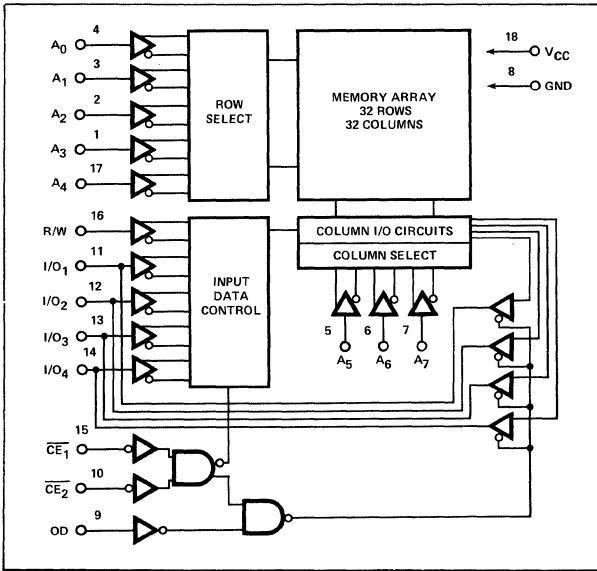 4
A0
3
A1
2
A2
1
A3
17
A4
ROW
SELECT
MEMORY ARRAY
32 ROWS
32 COLUMNS
18
VCC
8
GND
16
R/W
11
I/O1
12
I/O2
13
I/O3
14
I/O4
INPUT
DATA
CONTROL
COLUMN I/O CIRCUITS
COLUMN SELECT
5
6
7
A5
A6
A7
15
CE1
10
CE2
9
OD